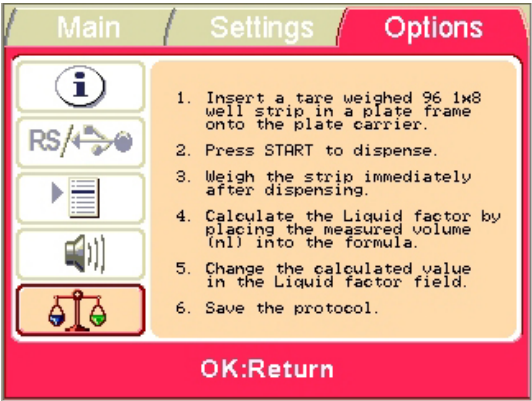 Main
Settings
Options
i
RS/
1. Insert a tare weighed 96 1x8
well strip in a plate frame
onto the plate carrier.
2. Press START to dispense.
3. Weigh the strip immediately
after dispensing.
4. Calculate the Liquid factor by
placing the measured volume
(nl) into the formula.
5. Change the calculated value
in the Liquid factor field.
6. Save the protocol.
OK:Return